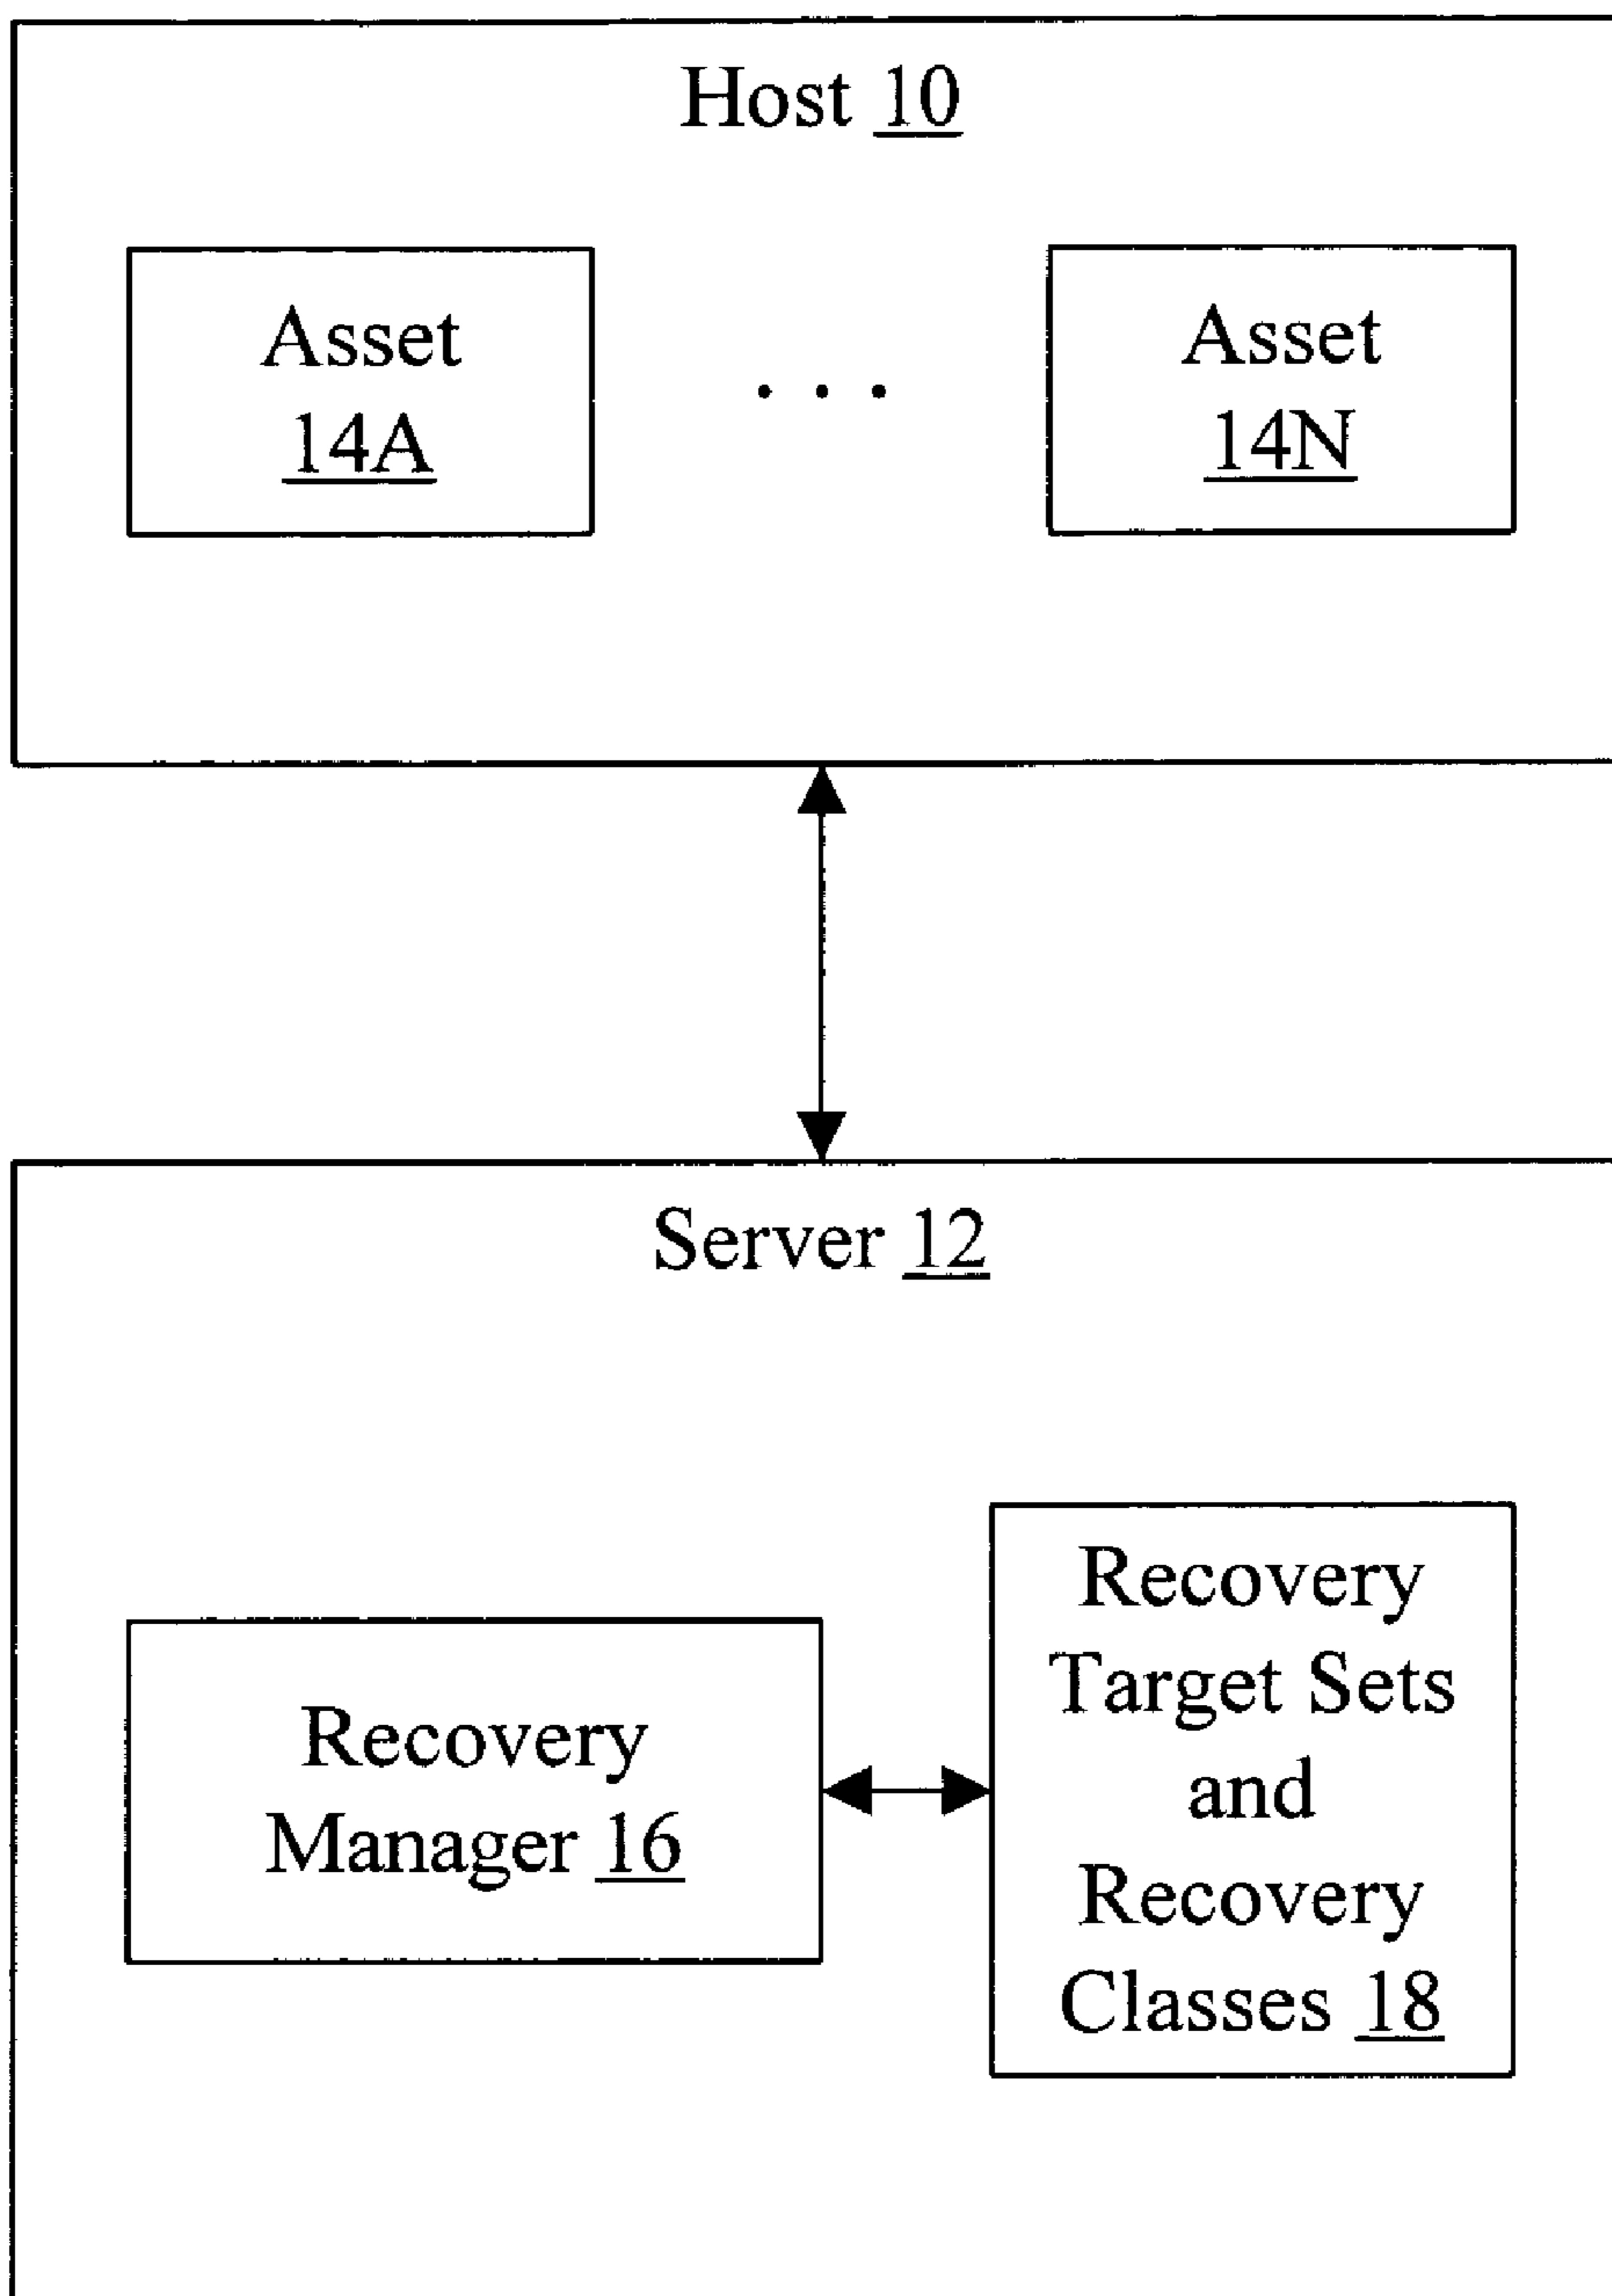 Host 10
Asset
14A
. . .
Asset
14N
Server 12
Recovery
Manager 16
Recovery
Target Sets
and
Recovery
Classes 18